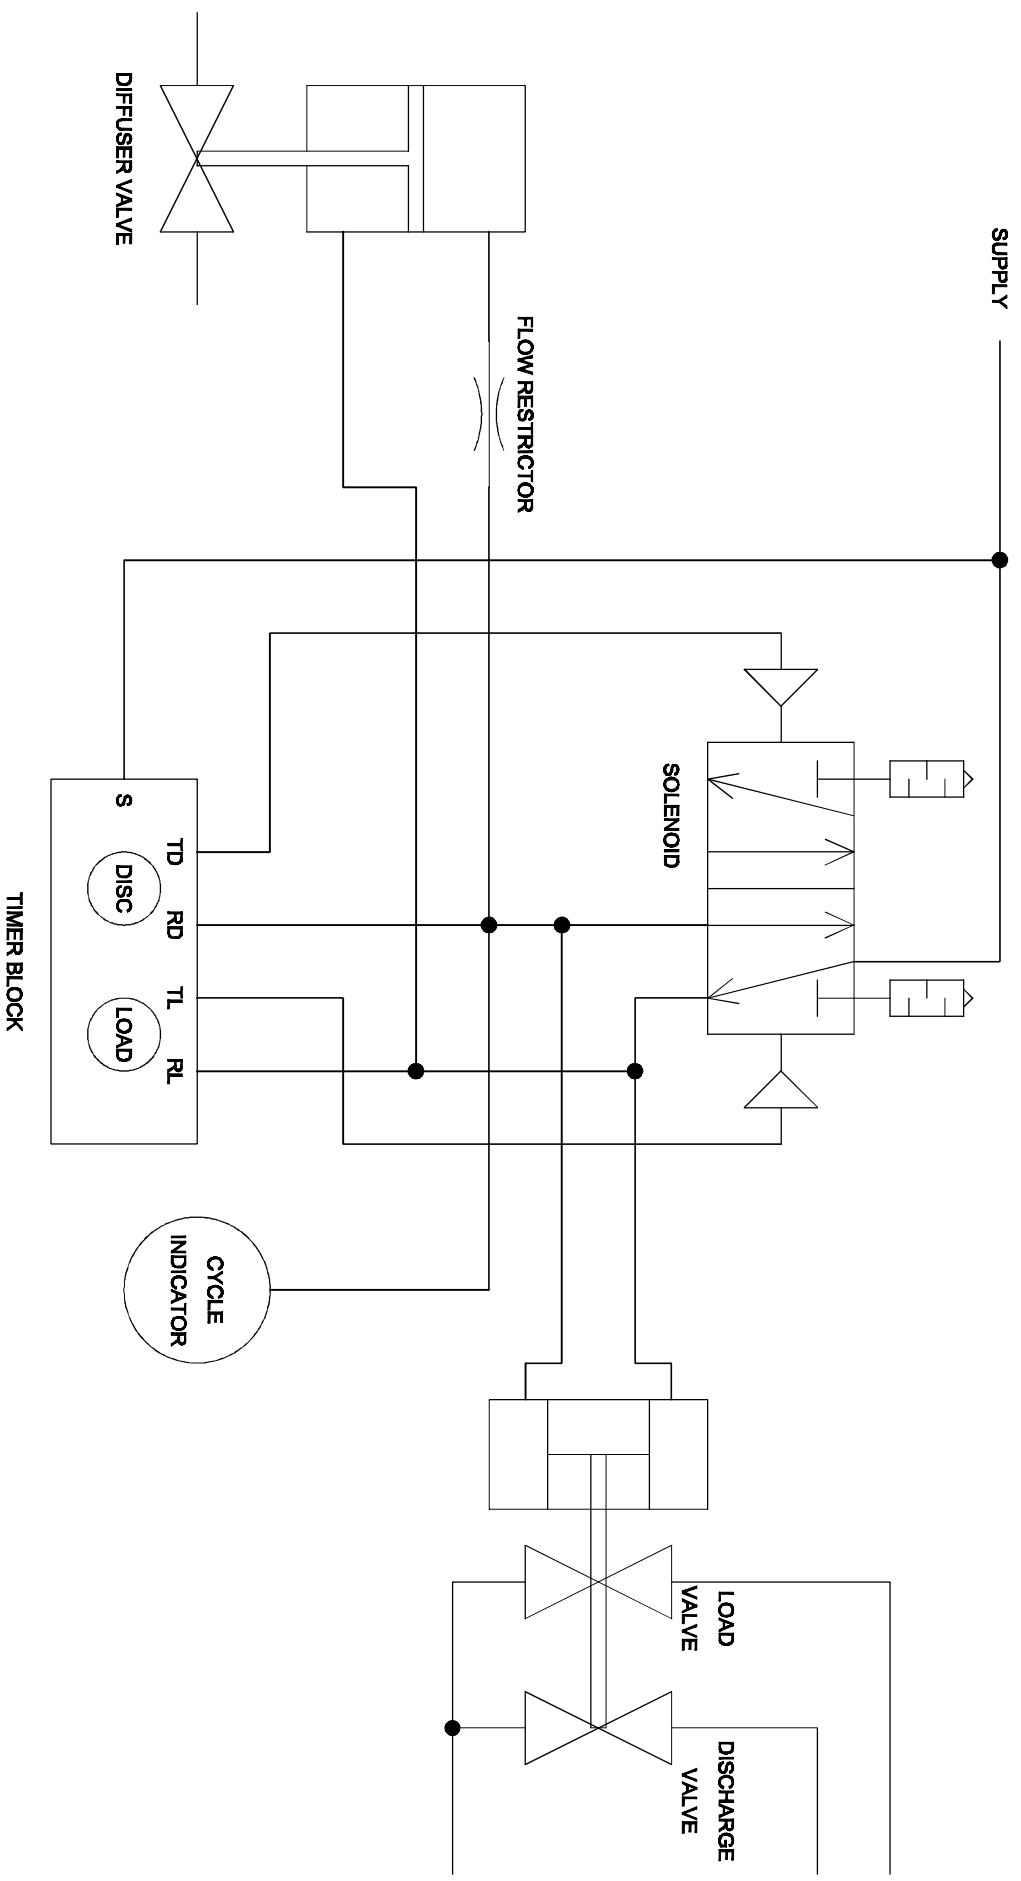 SUPPLY
DIFFUSER VALVE
FLOW RESTRICTOR
SOLENOID
S
TD
DISC
RD
TL
LOAD
RL
TIMER BLOCK
CYCLE
INDICATOR
LOAD
VALVE
DISCHARGE
VALVE